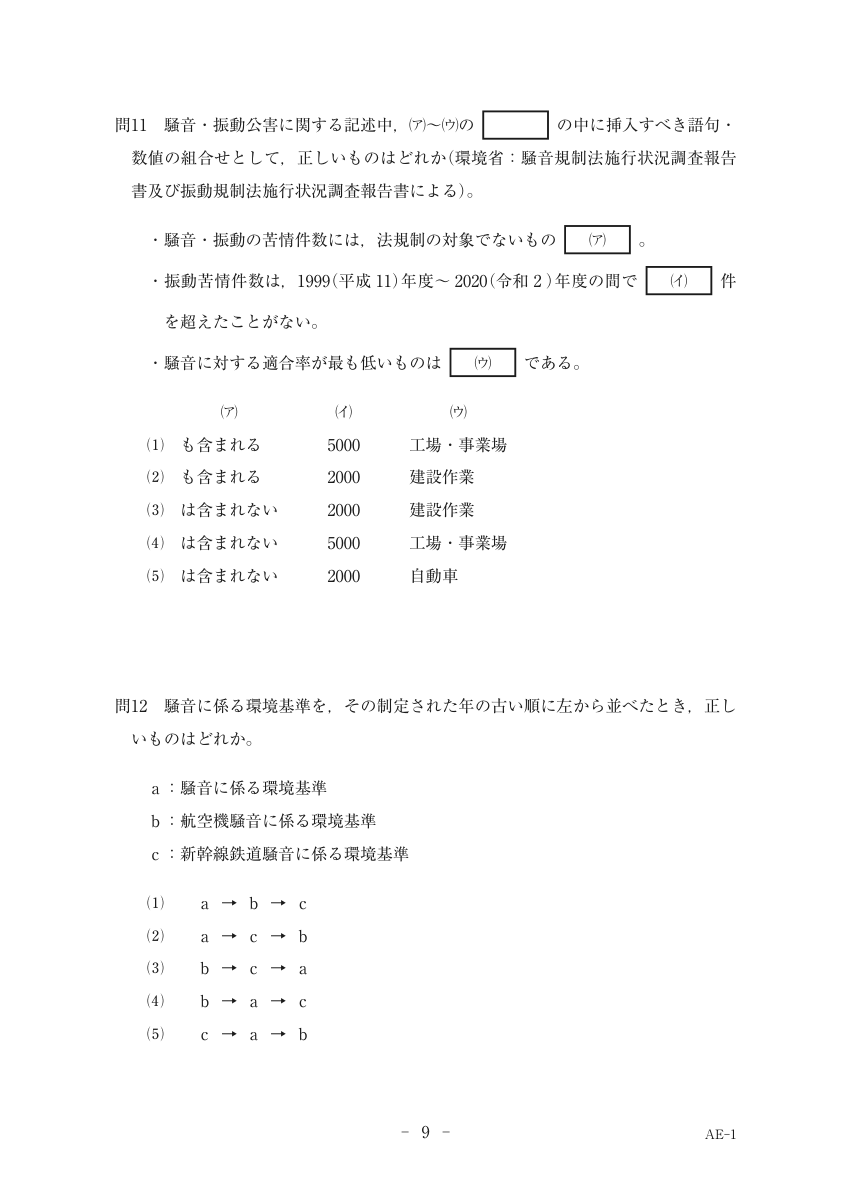 問11　騒音・振動公害に関する記述中，㋐～㋒の　　　の中に挿入すべき語句・
数値の組合せとして，正しいものはどれか(環境省：騒音規制法施行状況調査報告
書及び振動規制法施行状況調査報告書による)。
・騒音・振動の苦情件数には，法規制の対象でないもの (ア) 。
・振動苦情件数は，1999(平成 11)年度～ 2020(令和 2 )年度の間で (イ) 件
を超えたことがない。
・騒音に対する適合率が最も低いものは (ウ) である。
(ア) (イ) (ウ)
(1) も含まれる 5000 工場・事業場
(2) も含まれる 2000 建設作業
(3) は含まれない 2000 建設作業
(4) は含まれない 5000 工場・事業場
(5) は含まれない 2000 自動車
問12　騒音に係る環境基準を，その制定された年の古い順に左から並べたとき，正し
いものはどれか。
a ：騒音に係る環境基準
b ：航空機騒音に係る環境基準
c ：新幹線鉄道騒音に係る環境基準
(1) a → b → c
(2) a → c → b
(3) b → c → a
(4) b → a → c
(5) c → a → b
- 9 -
AE-1